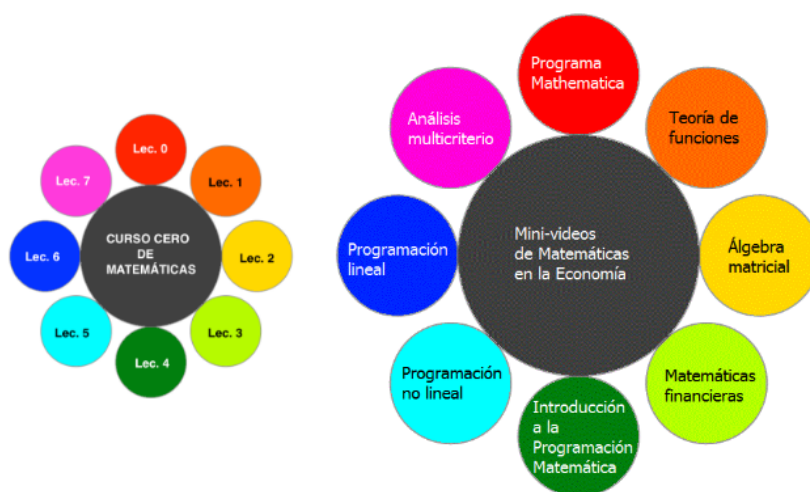 CURSO CERO
DE
MATEMÁTICAS
Lec. 0
Lec. 1
Lec. 2
Lec. 3
Lec. 4
Lec. 5
Lec. 6
Lec. 7
Mini-videos
de Matemáticas
en la Economía
Programa
Mathematica
Teoría de
funciones
Álgebra
matricial
Matemáticas
financieras
Introducción
a la
Programación
Matemática
Programación
no lineal
Programación
lineal
Análisis
multicriterio